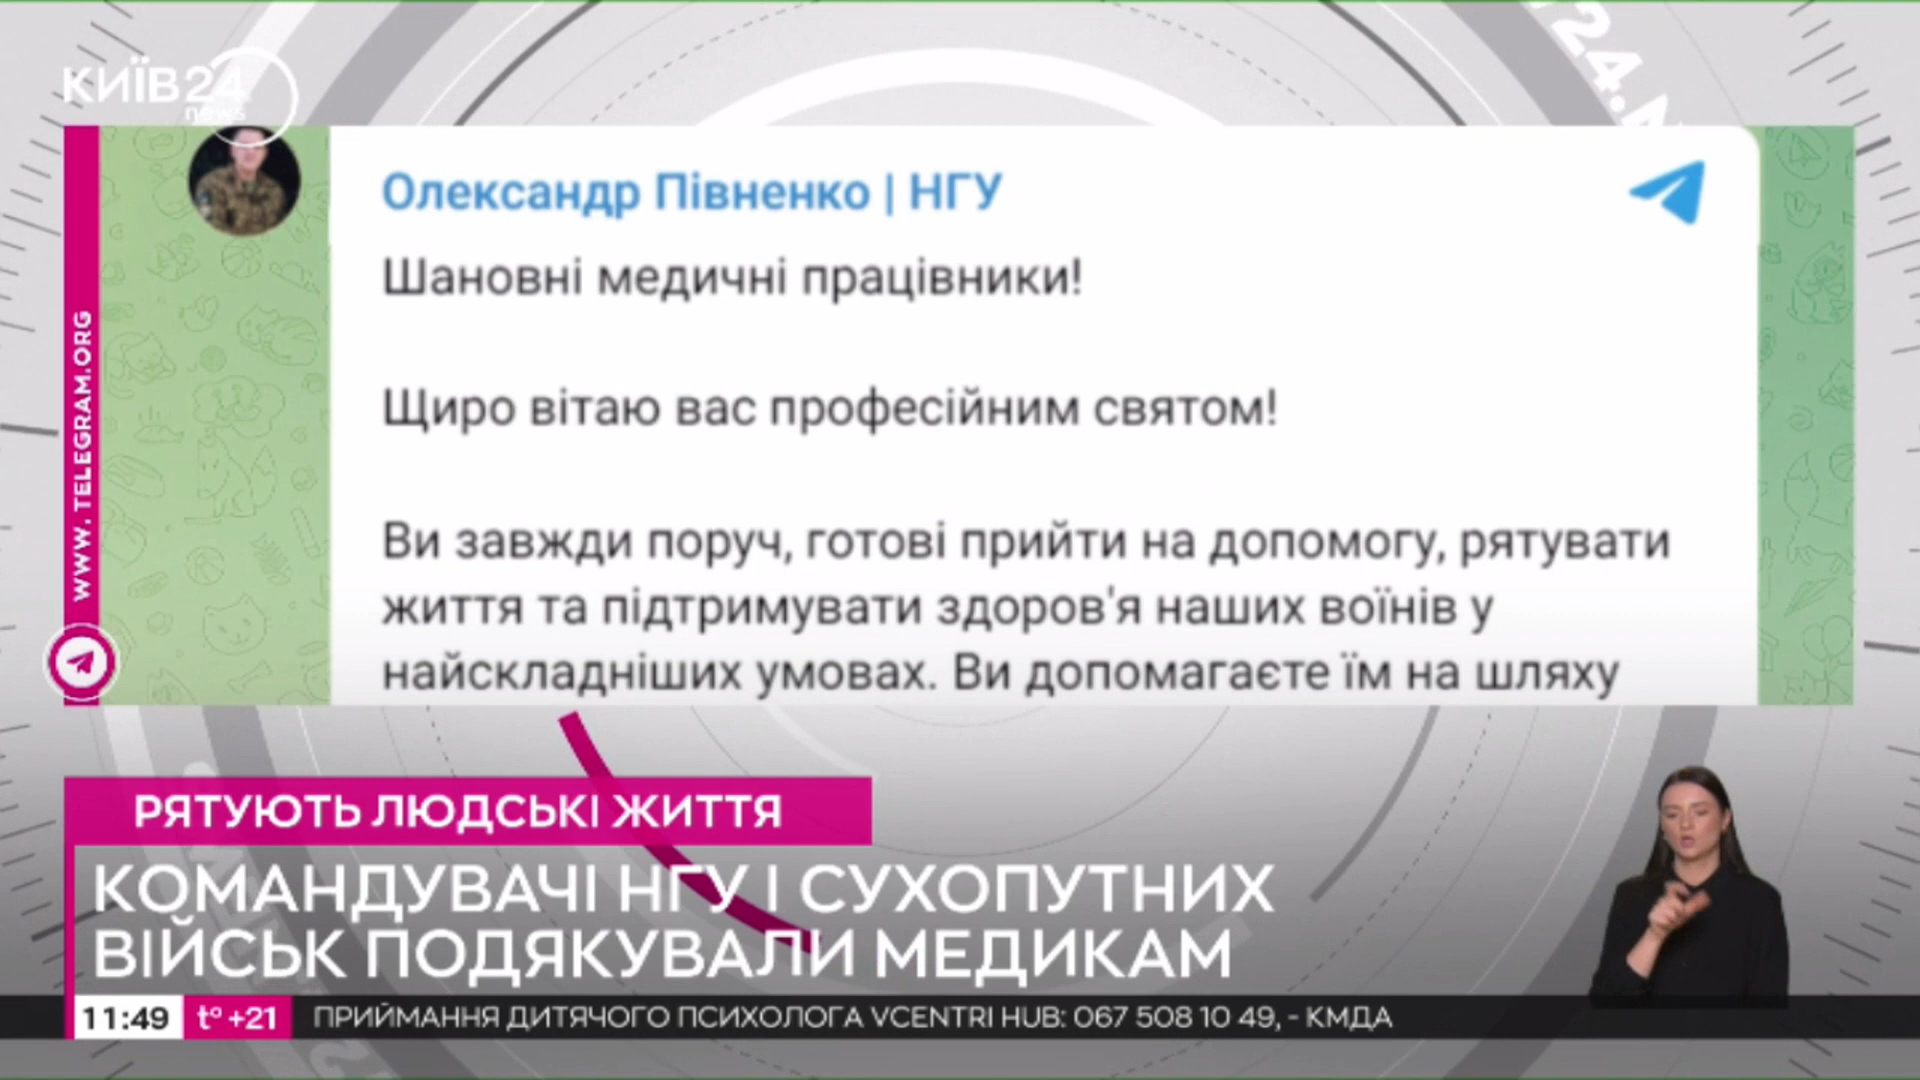 КИЇВ24
news
24.N
Олександр Півненко | НГУ
Шановні медичні працівники!
Щиро вітаю вас професійним святом!
Ви завжди поруч, готові прийти на допомогу, рятувати
життя та підтримувати здоров'я наших воїнів у
найскладніших умовах. Ви допомагаєте їм на шляху
WWW. TELEGRAM.ORG
РЯТУЮТЬ ЛЮДСЬКІ ЖИТТЯ
КОМАНДУВАЧІ НГУ І СУХОПУТНИХ
ВІЙСЬК ПОДЯКУВАЛИ МЕДИКАМ
11:49 t° +21 ПРИЙМАННЯ ДИТЯЧОГО ПСИХОЛОГА VCENTRI HUB: 067 508 10 49, - КМДА